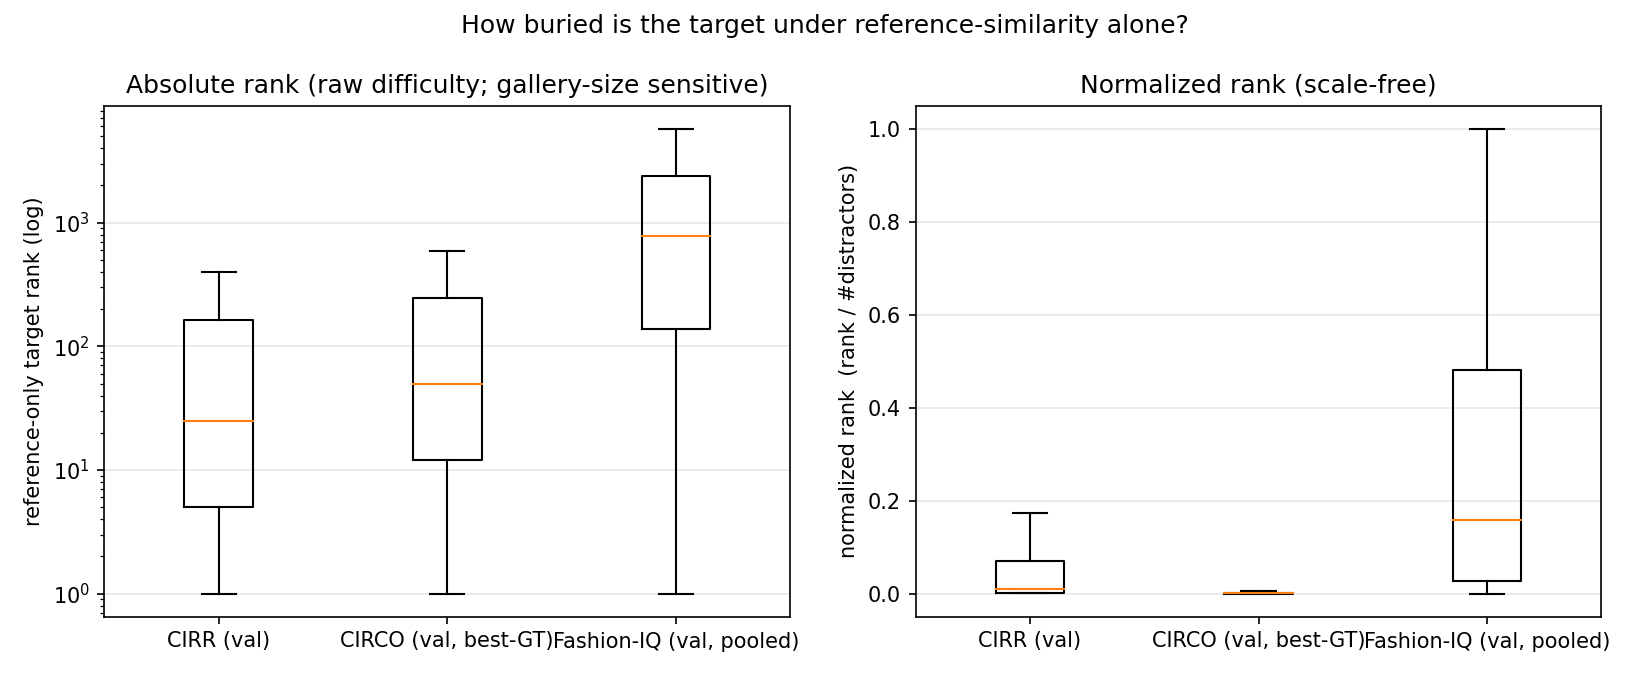 How buried is the target under reference-similarity alone?
Absolute rank (raw difficulty; gallery-size sensitive)
reference-only target rank (log)
10³
10²
10¹
10⁰
CIRR (val)
CIRCO (val, best-GT)
Fashion-IQ (val, pooled)
Normalized rank (scale-free)
normalized rank (rank / #distractors)
1.0
0.8
0.6
0.4
0.2
0.0
CIRR (val)
CIRCO (val, best-GT)
Fashion-IQ (val, pooled)